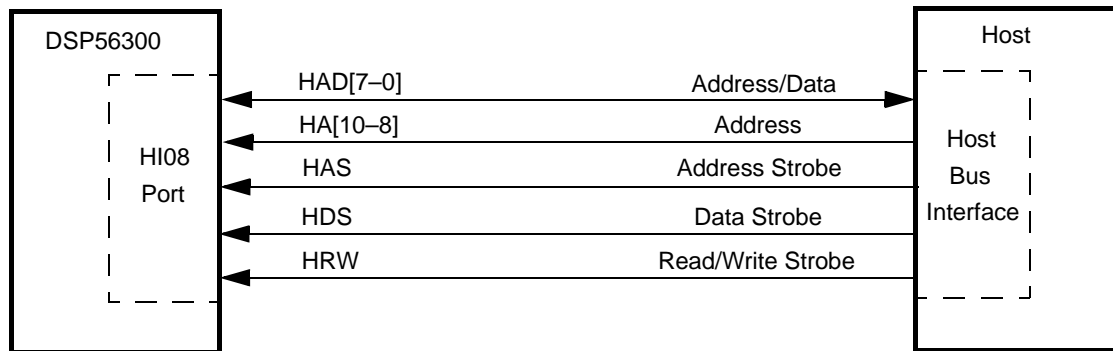 DSP56300
Host
HAD[7–0] Address/Data
HA[10–8] Address
HI08
Port
Host
Bus
Interface
HAS Address Strobe
HDS Data Strobe
HRW Read/Write Strobe